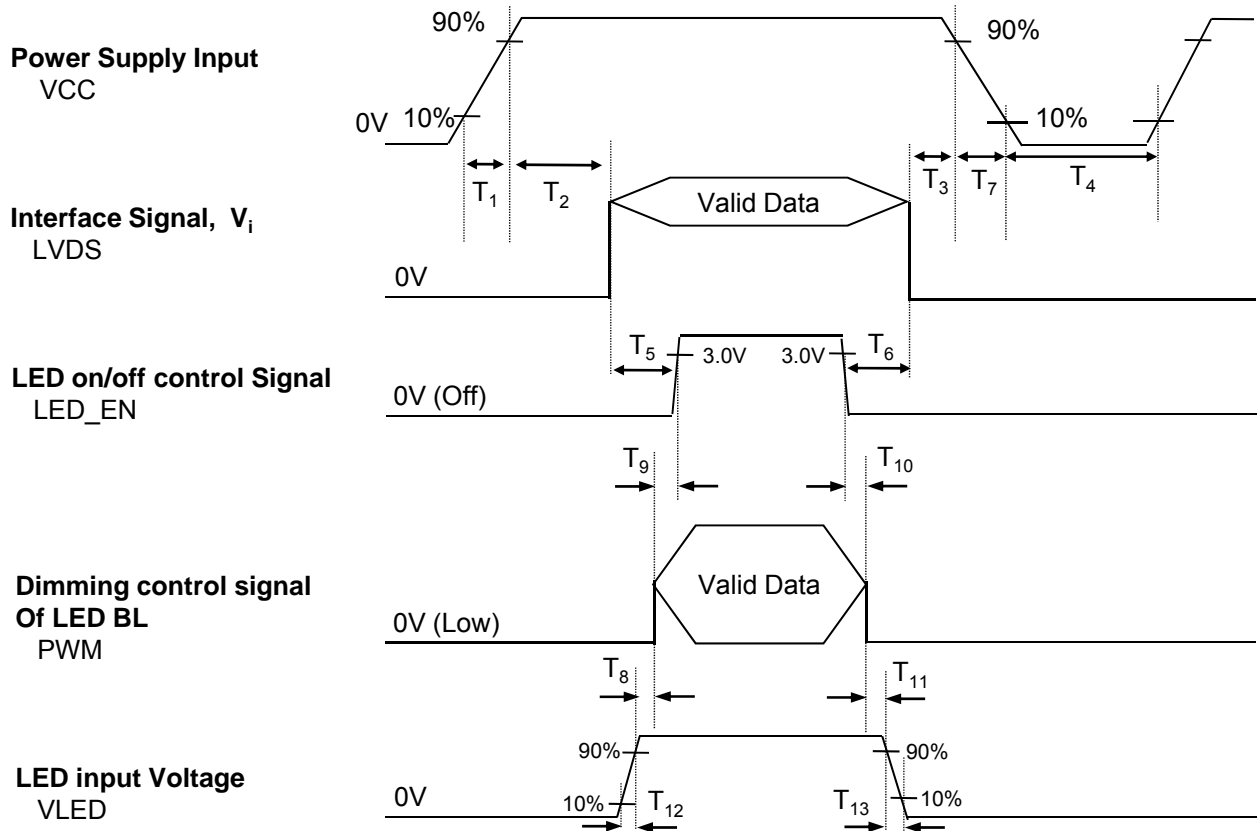 90%
90%
Power Supply Input
VCC
0V
10%
10%
T1
T2
T3
T7
T4
Interface Signal, Vi
LVDS
Valid Data
0V
T5
3.0V
3.0V
T6
LED on/off control Signal
LED_EN
0V (Off)
T9
T10
Dimming control signal
Of LED BL
PWM
Valid Data
0V (Low)
T8
T11
LED input Voltage
VLED
90%
90%
0V
10%
T12
T13
10%